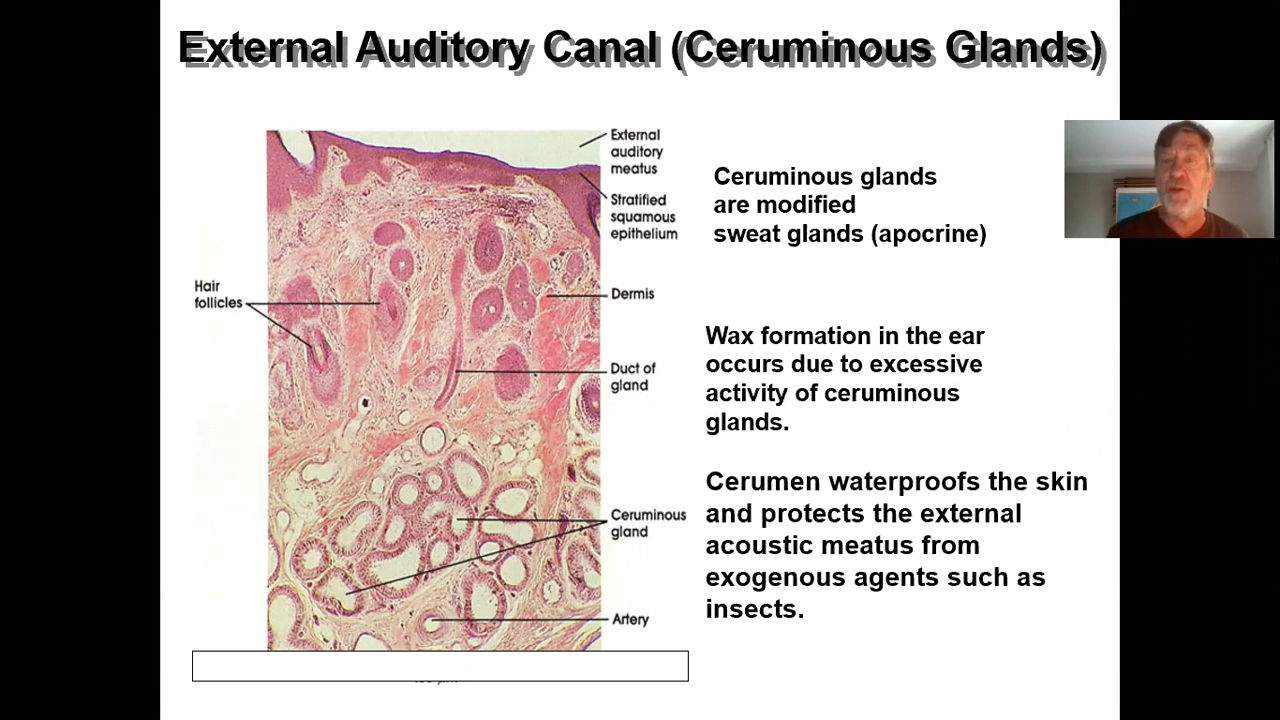 External Auditory Canal (Ceruminous Glands)
External
auditory
meatus
Stratified
squamous
epithelium
Hair
follicles
Dermis
Duct of
gland
Ceruminous
gland
Artery
Ceruminous glands
are modified
sweat glands (apocrine)
Wax formation in the ear
occurs due to excessive
activity of ceruminous
glands.
Cerumen waterproofs the skin
and protects the external
acoustic meatus from
exogenous agents such as
insects.